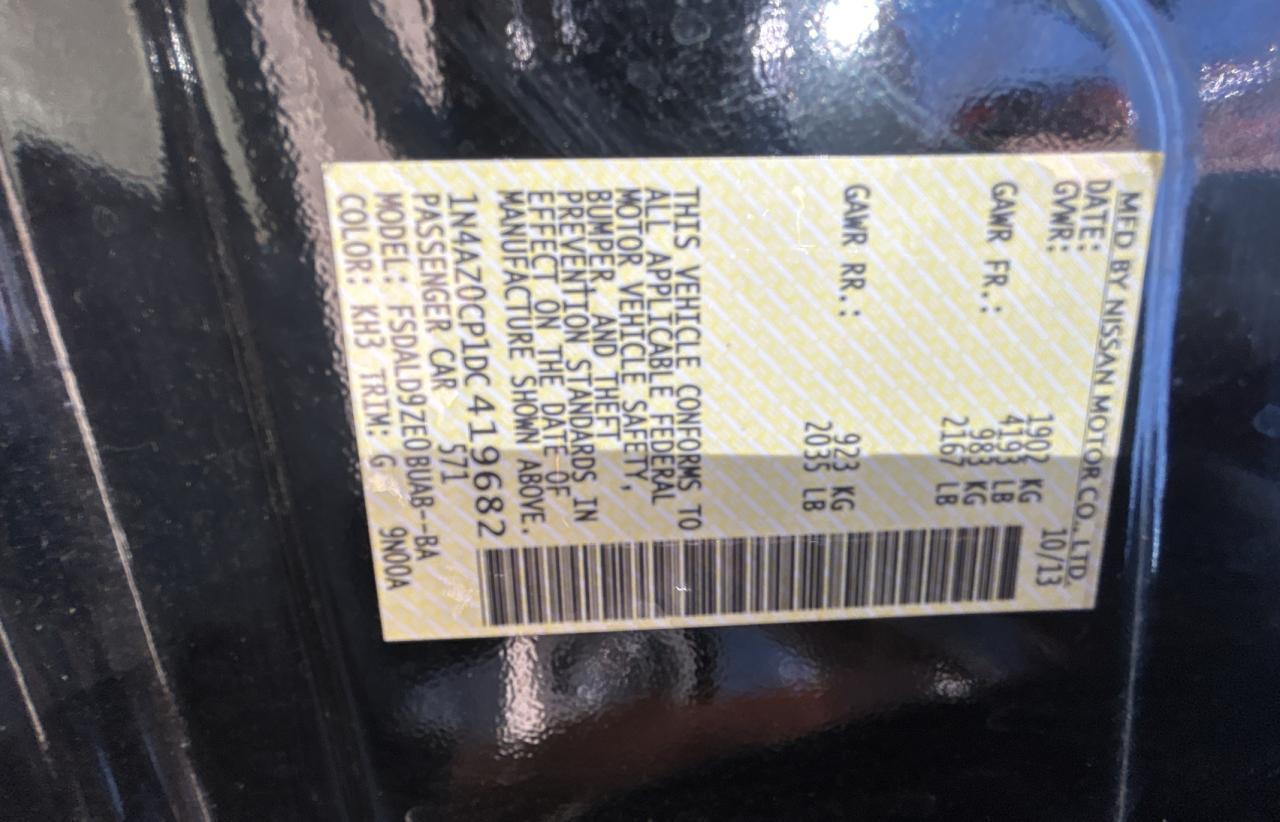 MFD BY NISSAN MOTOR CO., LTD.
DATE: 10/13
GVWR: 1902 KG
4193 LB
GAWR FR.: 983 KG
2167 LB
GAWR RR.: 923 KG
2035 LB
THIS VEHICLE CONFORMS TO
ALL APPLICABLE FEDERAL
MOTOR VEHICLE SAFETY,
BUMPER AND THEFT
PREVENTION STANDARDS IN
EFFECT ON THE DATE OF
MANUFACTURE SHOWN ABOVE.
1N4AZ0CP1DC419682
PASSENGER CAR 571
MODEL: FSDALD9ZE0BUAB--BA
COLOR: KH3 TRIM: G 9N00A